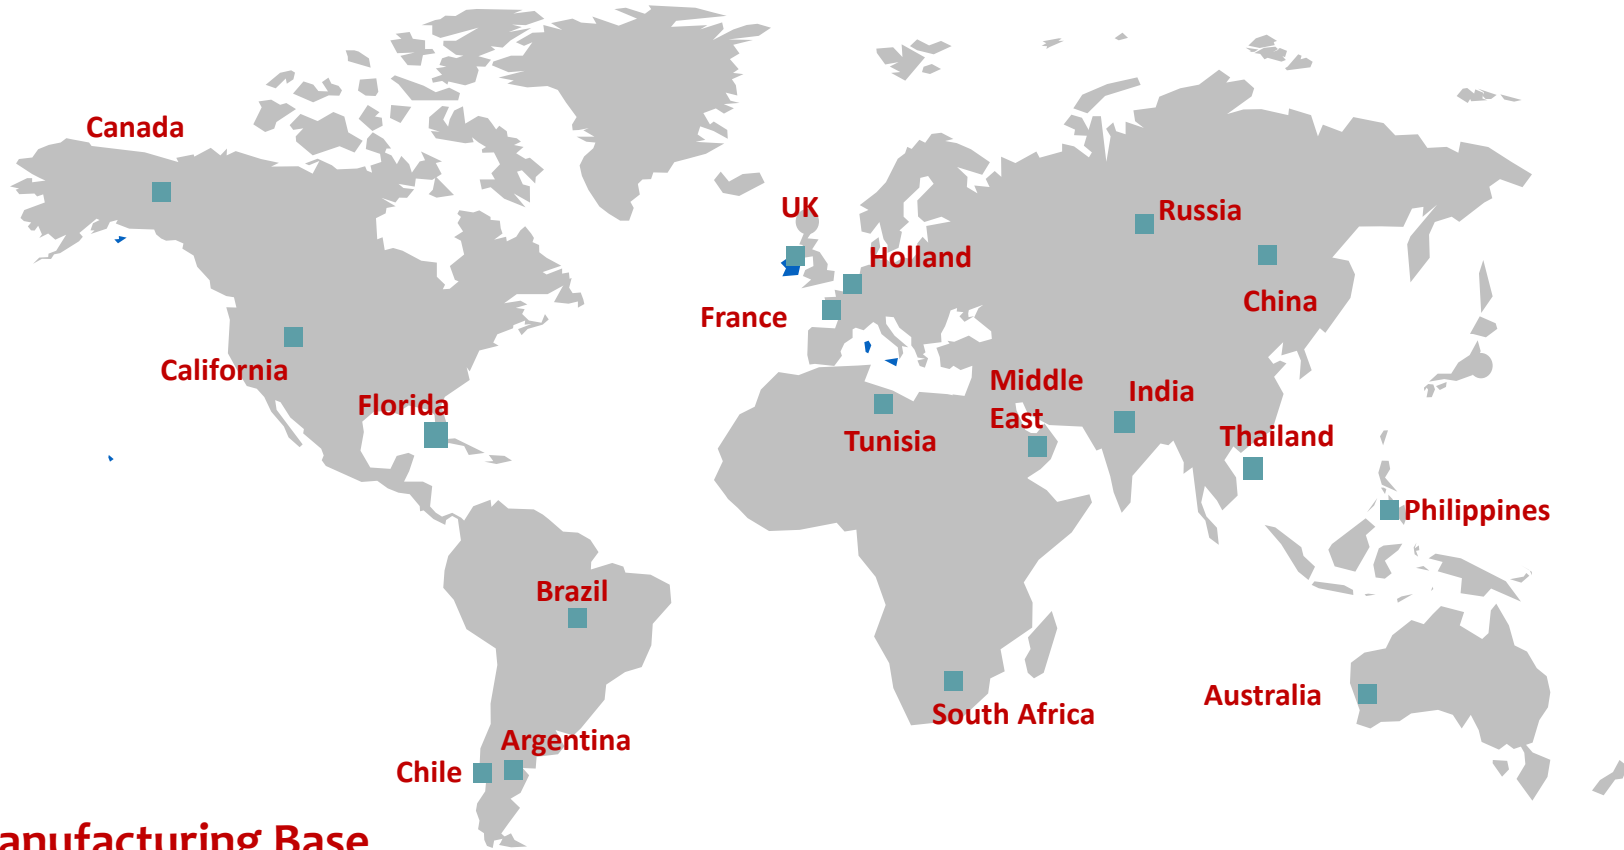 Canada
UK
Russia
Holland
China
France
California
Middle
East
India
Florida
Tunisia
Thailand
Philippines
Brazil
Australia
South Africa
Argentina
Chile
anufacturing Base